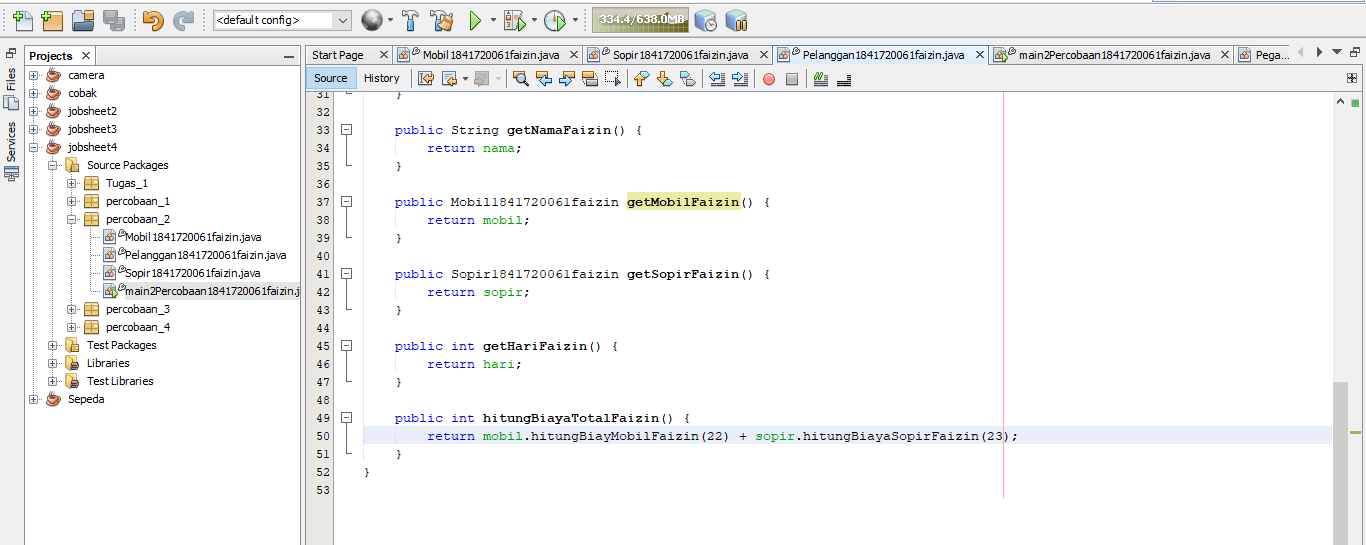 <default config>
334.4/638.0MB
Files
Services
Projects
camera
cobak
jobsheet2
jobsheet3
jobsheet4
Source Packages
Tugas_1
percobaan_1
percobaan_2
Mobil1841720061faizin.java
Pelanggan1841720061faizin.java
Sopir1841720061faizin.java
main2Percobaan1841720061faizin.j
percobaan_3
percobaan_4
Test Packages
Libraries
Test Libraries
Sepeda
Start Page Mobil1841720061faizin.java Sopir1841720061faizin.java Pelanggan1841720061faizin.java main2Percobaan1841720061faizin.java Pega...
Source History
31 }
32
33 public String getNamaFaizin() {
34 return nama;
35 }
36
37 public Mobil1841720061faizin getMobilFaizin() {
38 return mobil;
39 }
40
41 public Sopir1841720061faizin getSopirFaizin() {
42 return sopir;
43 }
44
45 public int getHariFaizin() {
46 return hari;
47 }
48
49 public int hitungBiayaTotalFaizin() {
50 return mobil.hitungBiayMobilFaizin(22) + sopir.hitungBiayaSopirFaizin(23);
51 }
52 }
53